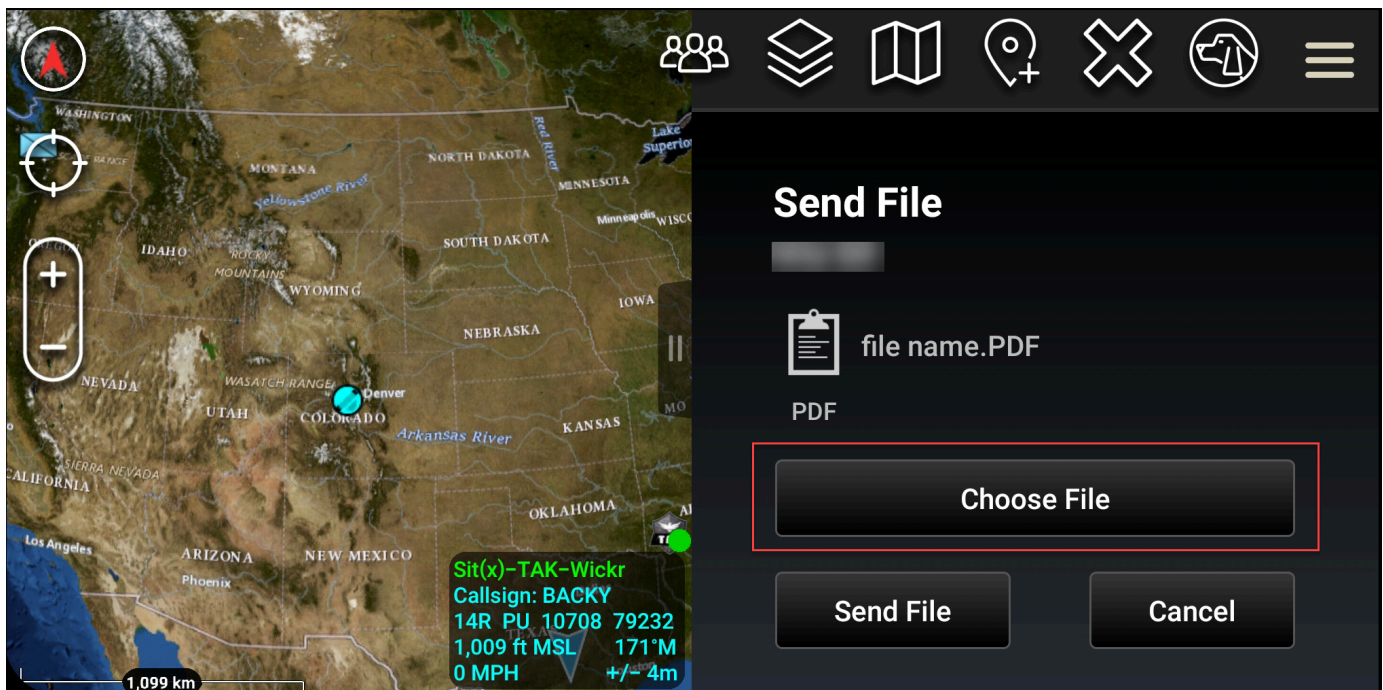 WASHINGTON
Lake
Superior
Red River
NORTH DAKOTA
MONTANA
Yellowstone River
MINNESOTA
Minneapolis
IDAHO
ROCKY
MOUNTAINS
SOUTH DAKOTA
WYOMING
IOWA
NEBRASKA
NEVADA
WASATCH RANGE
Denver
UTAH
COLORADO
MO
Arkansas River
KANSAS
SIERRA NEVADA
CALIFORNIA
OKLAHOMA
Los Angeles
ARIZONA
NEW MEXICO
Phoenix
Sit(x)-TAK-Wickr
Callsign: BACKY
14R PU 10708 79232
1,009 ft MSL 171°M
0 MPH +/- 4m
TEXAS
1,099 km
Send File
file name.PDF
PDF
Choose File
Send File
Cancel